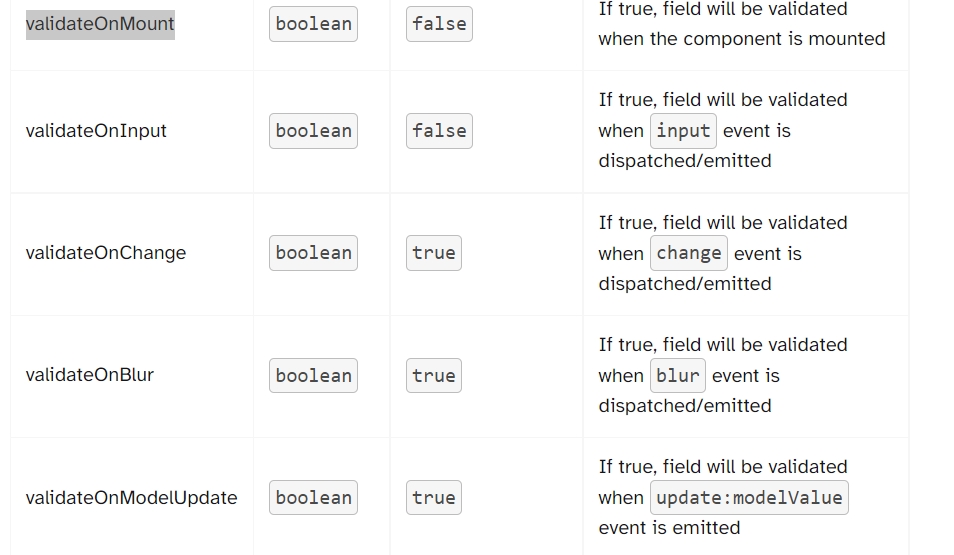 validateOnMount boolean false If true, field will be validated
when the component is mounted
If true, field will be validated
validateOnInput boolean false when input event is
dispatched/emitted
If true, field will be validated
validateOnChange boolean true when change event is
dispatched/emitted
If true, field will be validated
validateOnBlur boolean true when blur event is
dispatched/emitted
If true, field will be validated
validateOnModelUpdate boolean true when update:modelValue
event is emitted